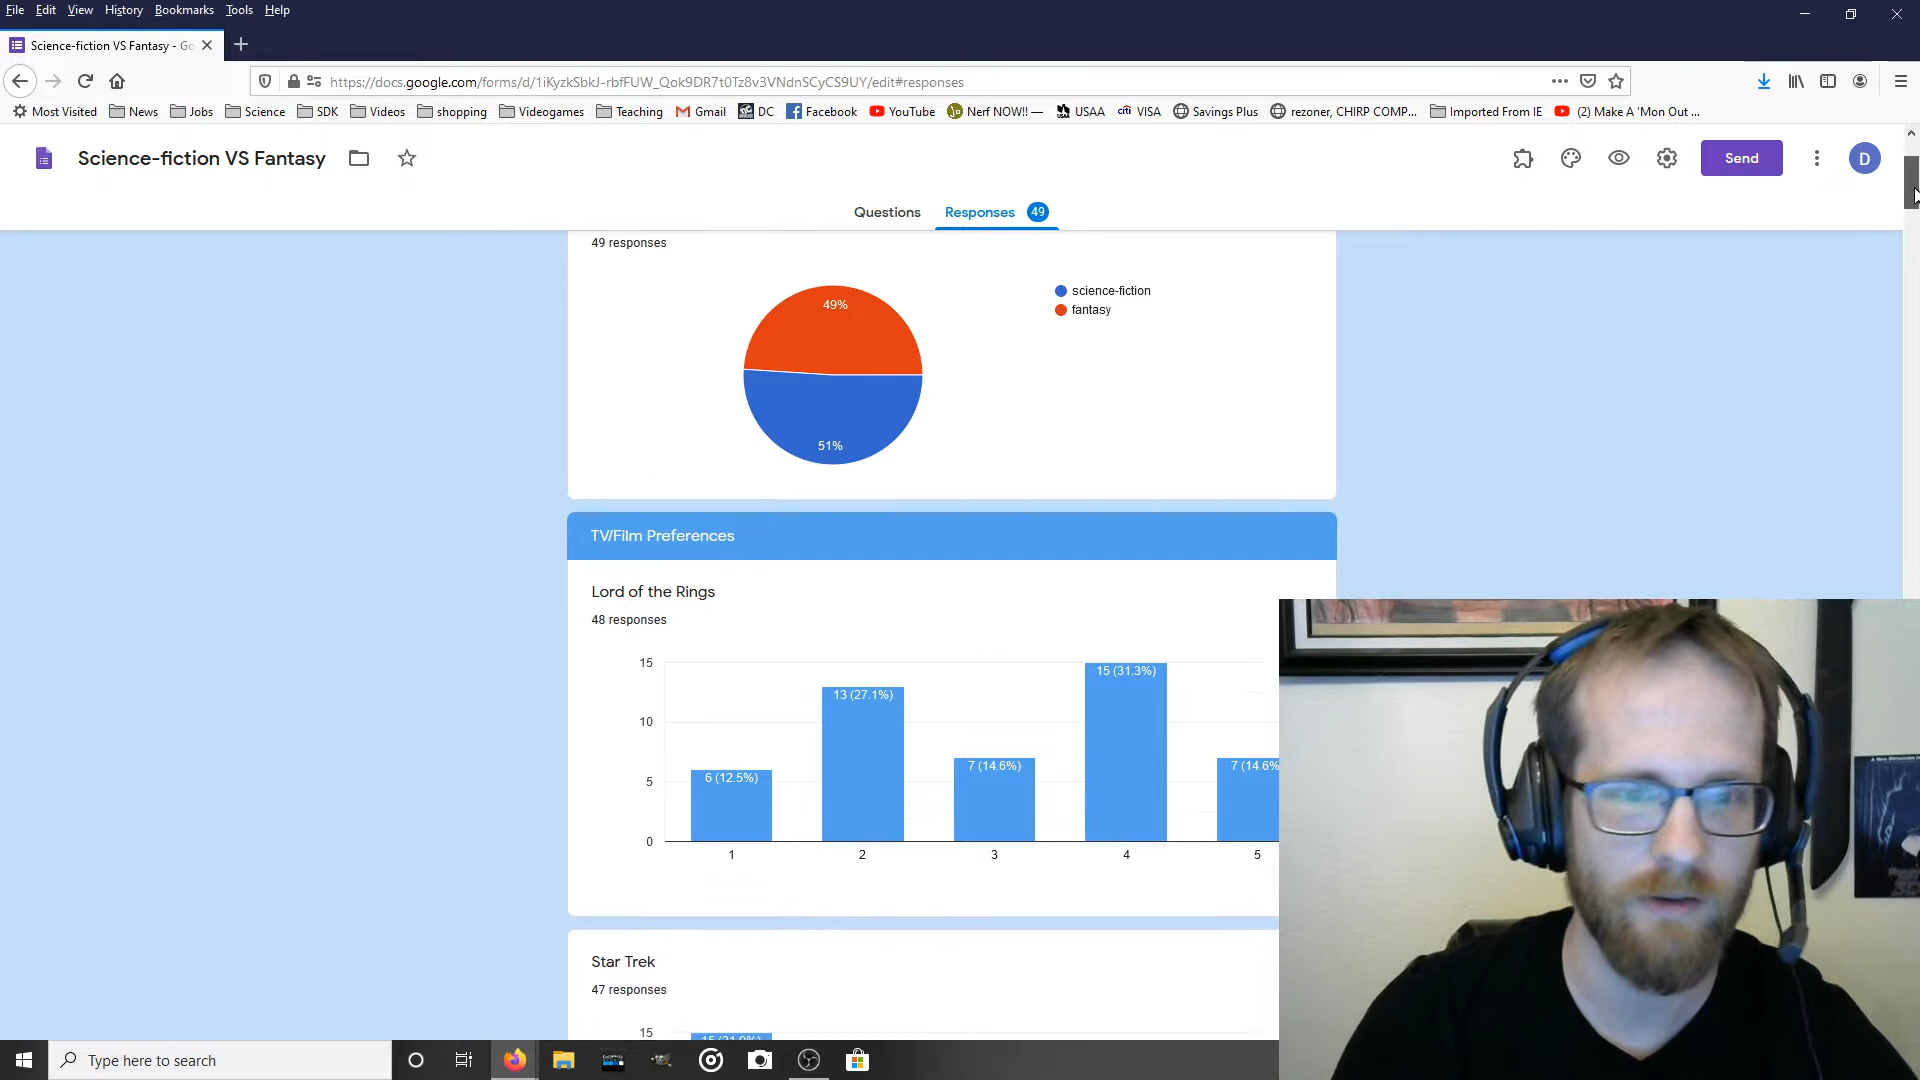 File Edit View History Bookmarks Tools Help
Science-fiction VS Fantasy - Go
https://docs.google.com/forms/d/1iKyzkSbkJ-rbfFUW_Qok9DR7t0Tz8v3VNdnSCyCS9UY/edit#responses
Most Visited News Jobs Science SDK Videos shopping Videogames Teaching Gmail DC Facebook YouTube Nerf NOW!! — USAA citi VISA Savings Plus rezoner, CHIRP COMP... Imported From IE (2) Make A 'Mon Out ...
Science-fiction VS Fantasy
Send
D
Questions Responses 49
49 responses
49%
51%
science-fiction
fantasy
TV/Film Preferences
Lord of the Rings
48 responses
15
10
5
0
6 (12.5%)
13 (27.1%)
7 (14.6%)
15 (31.3%)
7 (14.6%
1 2 3 4 5
Star Trek
47 responses
15
15 (31.9%)
Type here to search